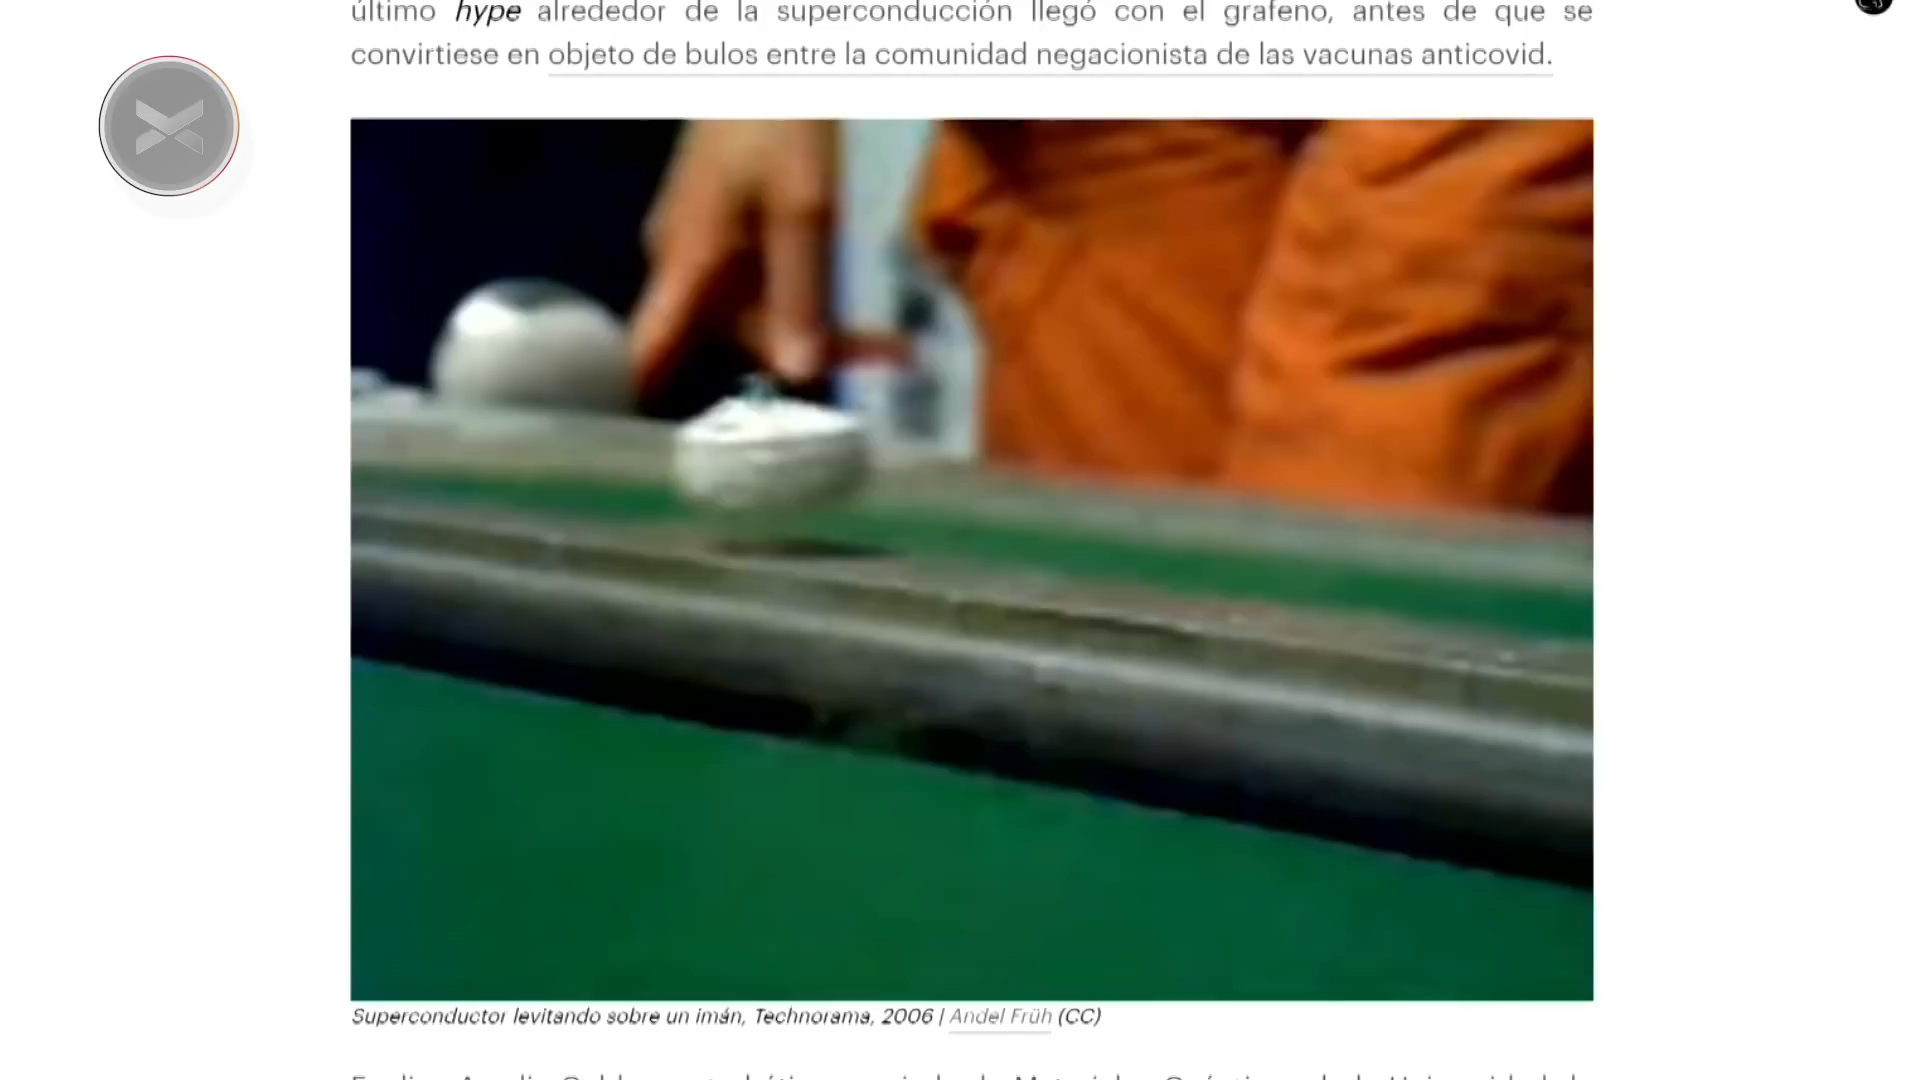 último hype alrededor de la superconducción llegó con el grafeno, antes de que se
convirtiese en objeto de bulos entre la comunidad negacionista de las vacunas anticovid.
Superconductor levitando sobre un imán, Technorama, 2006 | Andel Früh (CC)